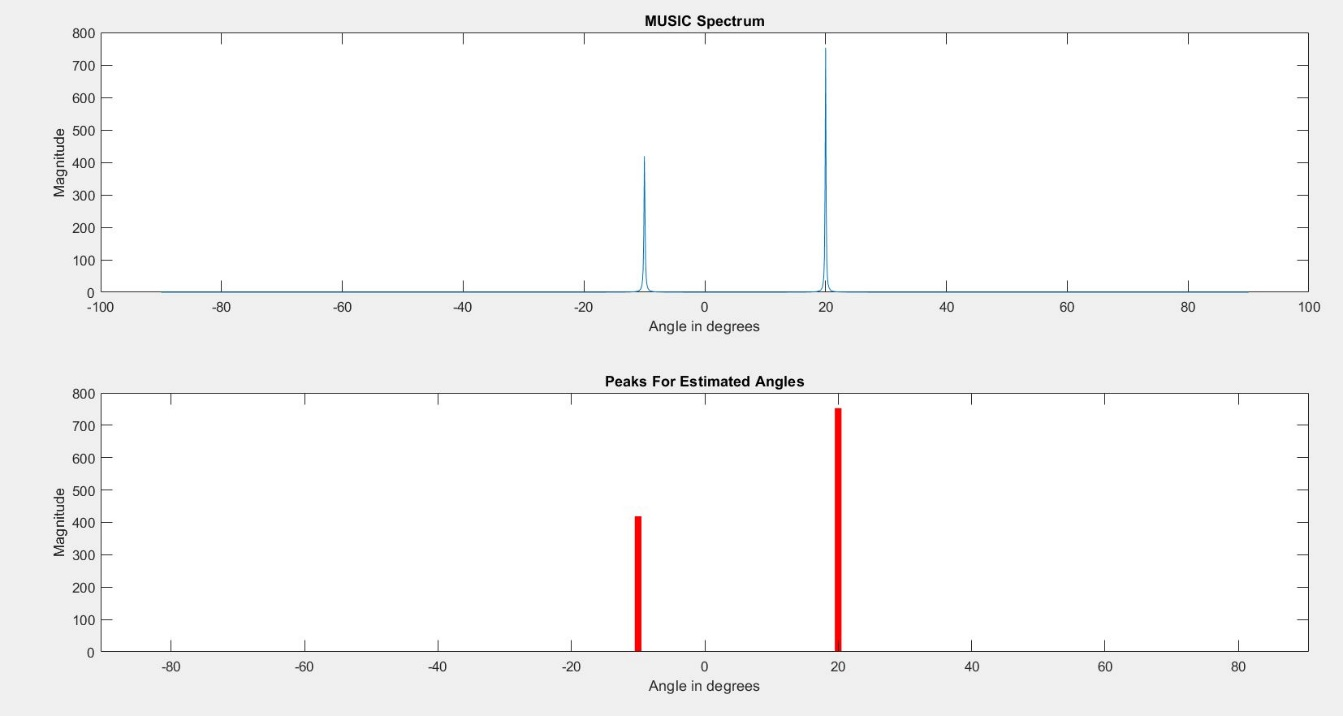 MUSIC Spectrum
800
700
600
500
400
300
200
100
0
Magnitude
-100 -80 -60 -40 -20 0 20 40 60 80 100
Angle in degrees
Peaks For Estimated Angles
800
700
600
500
400
300
200
100
0
Magnitude
-80 -60 -40 -20 0 20 40 60 80
Angle in degrees